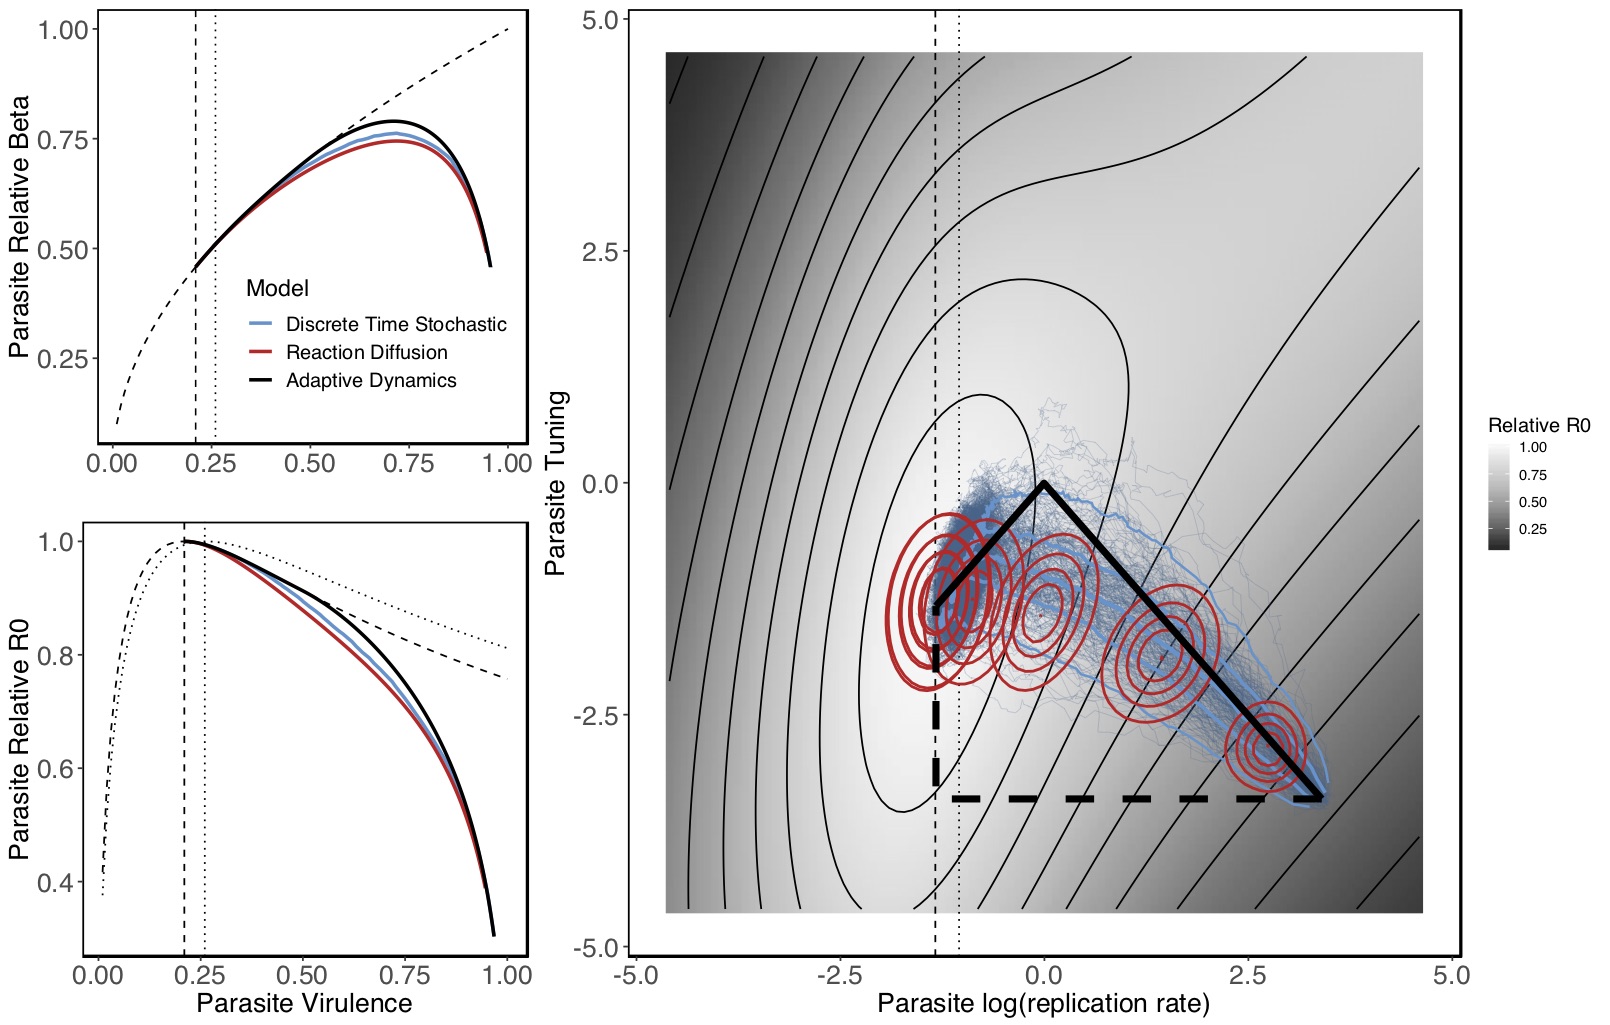 1.00
0.75
0.50
0.25
Parasite Relative Beta
Model
Discrete Time Stochastic
Reaction Diffusion
Adaptive Dynamics
0.00 0.25 0.50 0.75 1.00
1.0
0.8
0.6
0.4
Parasite Relative R0
0.00 0.25 0.50 0.75 1.00
Parasite Virulence
5.0
2.5
0.0
-2.5
-5.0
Parasite Tuning
-5.0 -2.5 0.0 2.5 5.0
Parasite log(replication rate)
Relative R0
1.00
0.75
0.50
0.25